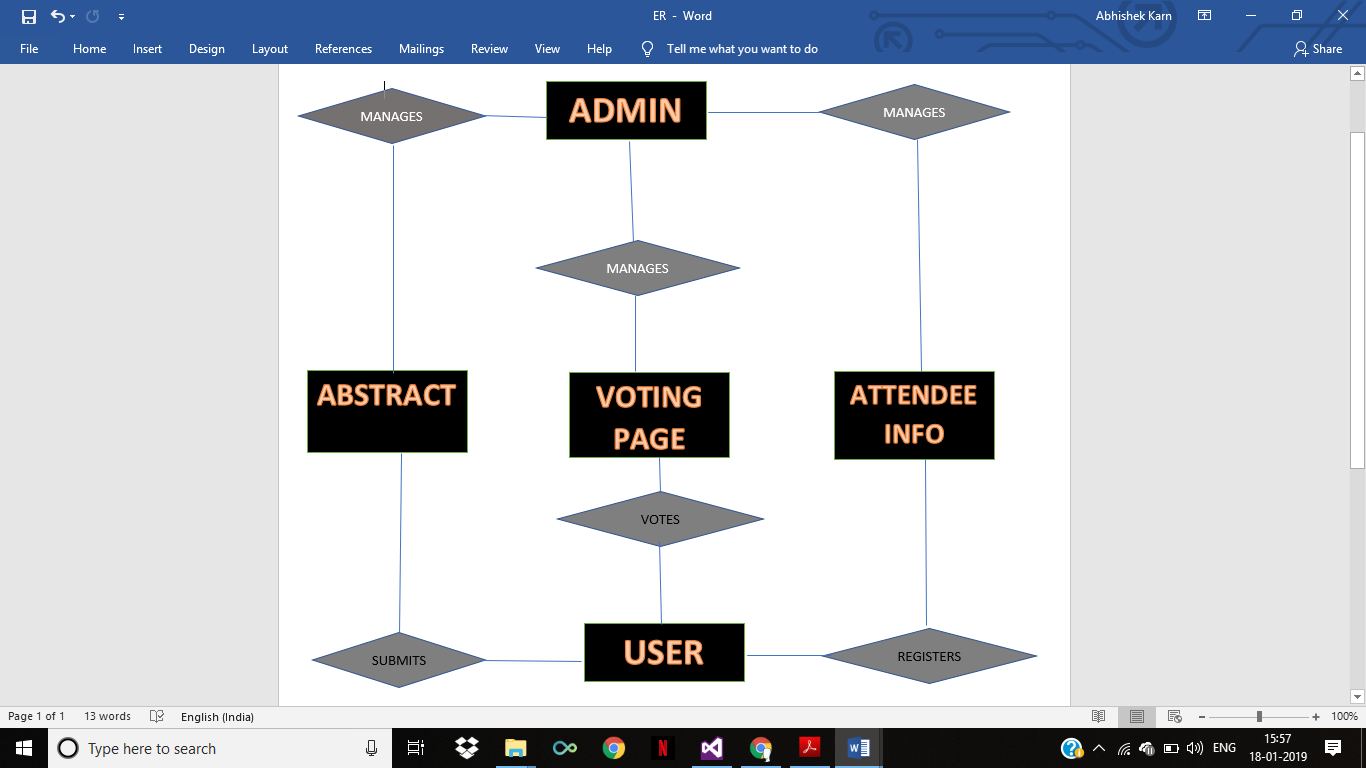 ER - Word
Abhishek Karn
File Home Insert Design Layout References Mailings Review View Help Tell me what you want to do Share
MANAGES
ADMIN
MANAGES
MANAGES
ABSTRACT
VOTING
PAGE
ATTENDEE
INFO
VOTES
SUBMITS
USER
REGISTERS
Page 1 of 1 13 words English (India) 100%
Type here to search
N
ENG
15:57
18-01-2019